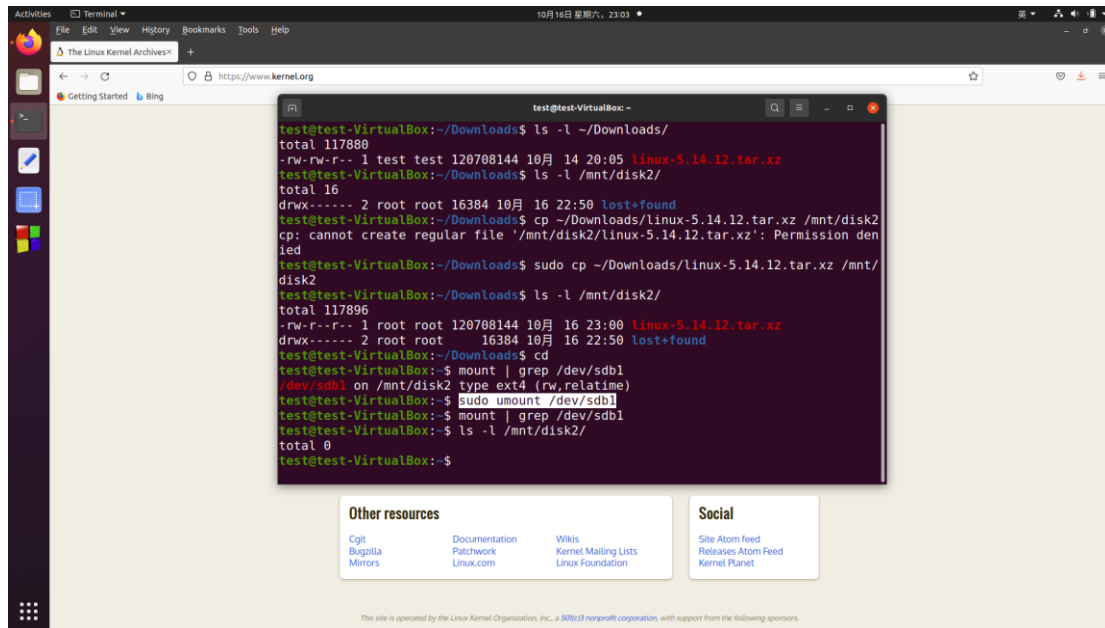 Activities
Terminal
10月16日 星期六，23:03
英
File Edit View History Bookmarks Tools Help
The Linux Kernel Archives
https://www.kernel.org
Getting Started
Bing
test@test-VirtualBox: ~
test@test-VirtualBox:~/Downloads$ ls -l ~/Downloads/
total 117880
-rw-rw-r-- 1 test test 120708144 10月 14 20:05 linux-5.14.12.tar.xz
test@test-VirtualBox:~/Downloads$ ls -l /mnt/disk2/
total 16
drwx------ 2 root root 16384 10月 16 22:50 lost+found
test@test-VirtualBox:~/Downloads$ cp ~/Downloads/linux-5.14.12.tar.xz /mnt/disk2
cp: cannot create regular file '/mnt/disk2/linux-5.14.12.tar.xz': Permission den
ied
test@test-VirtualBox:~/Downloads$ sudo cp ~/Downloads/linux-5.14.12.tar.xz /mnt/
disk2
test@test-VirtualBox:~/Downloads$ ls -l /mnt/disk2/
total 117896
-rw-r--r-- 1 root root 120708144 10月 16 23:00 linux-5.14.12.tar.xz
drwx------ 2 root root     16384 10月 16 22:50 lost+found
test@test-VirtualBox:~/Downloads$ cd
test@test-VirtualBox:~$ mount | grep /dev/sdb1
/dev/sdb1 on /mnt/disk2 type ext4 (rw,relatime)
test@test-VirtualBox:~$ sudo umount /dev/sdb1
test@test-VirtualBox:~$ mount | grep /dev/sdb1
test@test-VirtualBox:~$ ls -l /mnt/disk2/
total 0
test@test-VirtualBox:~$
Other resources
Cgit Documentation Wikis
Bugzilla Patchwork Kernel Mailing Lists
Mirrors Linux.com Linux Foundation
Social
Site Atom feed
Releases Atom Feed
Kernel Planet
This site is operated by the Linux Kernel Organization, Inc., a 501(c)3 nonprofit corporation, with support from the following sponsors.